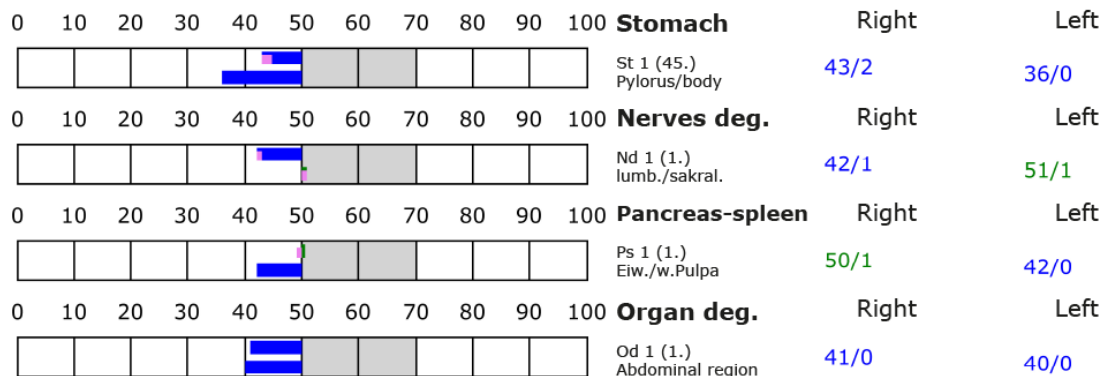 0 10 20 30 40 50 60 70 80 90 100 Stomach Right Left
St 1 (45.)
Pylorus/body
43/2 36/0
0 10 20 30 40 50 60 70 80 90 100 Nerves deg. Right Left
Nd 1 (1.)
lumb./sakral.
42/1 51/1
0 10 20 30 40 50 60 70 80 90 100 Pancreas-spleen Right Left
Ps 1 (1.)
Eiw./w.Pulpa
50/1 42/0
0 10 20 30 40 50 60 70 80 90 100 Organ deg. Right Left
Od 1 (1.)
Abdominal region
41/0 40/0